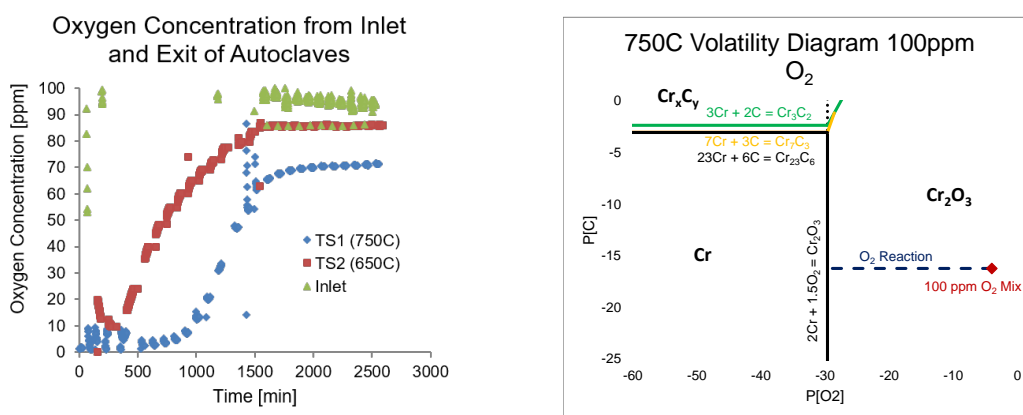 Oxygen Concentration from Inlet
and Exit of Autoclaves
Oxygen Concentration [ppm]
100
90
80
70
60
50
40
30
20
10
0
0 500 1000 1500 2000 2500 3000
Time [min]
TS1 (750C)
TS2 (650C)
Inlet
750C Volatility Diagram 100ppm
O₂
P[C]
0
-5
-10
-15
-20
-25
-60 -50 -40 -30 -20 -10 0
P[O2]
CrₓCᵧ
3Cr + 2C = Cr₃C₂
7Cr + 3C = Cr₇C₃
23Cr + 6C = Cr₂₃C₆
Cr
2Cr + 1.5O₂ = Cr₂O₃
Cr₂O₃
O₂ Reaction
100 ppm O₂ Mix